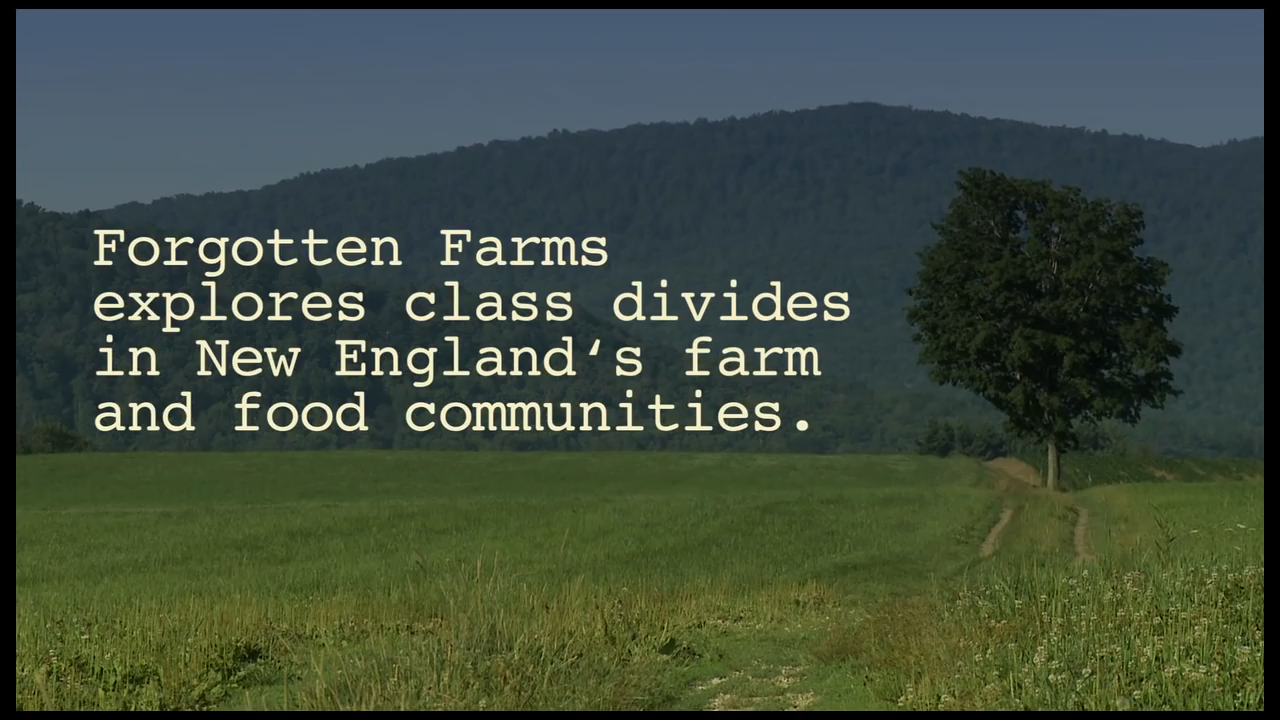 Forgotten Farms
explores class divides
in New England‘s farm
and food communities.